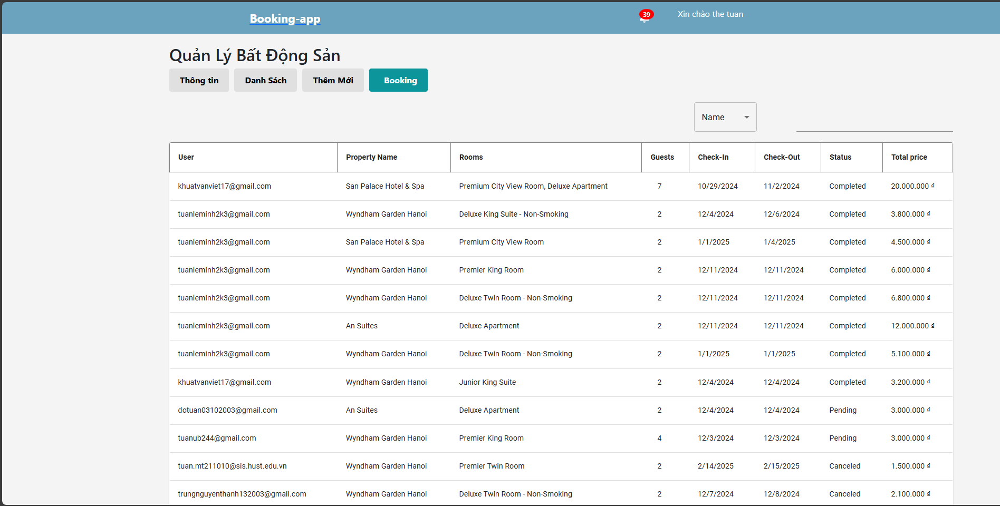 Booking-app 39 Xin chào the tuan
Quản Lý Bất Động Sản
Thông tin Danh Sách Thêm Mới Booking
Name
User Property Name Rooms Guests Check-In Check-Out Status Total price
khuatvanviet17@gmail.com San Palace Hotel & Spa Premium City View Room, Deluxe Apartment 7 10/29/2024 11/2/2024 Completed 20.000.000 ₫
tuanleminh2k3@gmail.com Wyndham Garden Hanoi Deluxe King Suite - Non-Smoking 2 12/4/2024 12/6/2024 Completed 3.800.000 ₫
tuanleminh2k3@gmail.com San Palace Hotel & Spa Premium City View Room 2 1/1/2025 1/4/2025 Completed 4.500.000 ₫
tuanleminh2k3@gmail.com Wyndham Garden Hanoi Premier King Room 2 12/11/2024 12/11/2024 Completed 6.000.000 ₫
tuanleminh2k3@gmail.com Wyndham Garden Hanoi Deluxe Twin Room - Non-Smoking 2 12/11/2024 12/11/2024 Completed 6.800.000 ₫
tuanleminh2k3@gmail.com An Suites Deluxe Apartment 2 12/11/2024 12/11/2024 Completed 12.000.000 ₫
tuanleminh2k3@gmail.com Wyndham Garden Hanoi Deluxe Twin Room - Non-Smoking 2 1/1/2025 1/1/2025 Completed 5.100.000 ₫
khuatvanviet17@gmail.com Wyndham Garden Hanoi Junior King Suite 2 12/4/2024 12/4/2024 Completed 3.200.000 ₫
dotuan03102003@gmail.com An Suites Deluxe Apartment 2 12/4/2024 12/4/2024 Pending 3.000.000 ₫
tuanub244@gmail.com Wyndham Garden Hanoi Premier King Room 4 12/3/2024 12/3/2024 Pending 3.000.000 ₫
tuan.mt211010@sis.hust.edu.vn Wyndham Garden Hanoi Premier Twin Room 2 2/14/2025 2/15/2025 Canceled 1.500.000 ₫
trungnguyenthanh132003@gmail.com Wyndham Garden Hanoi Deluxe Twin Room - Non-Smoking 2 12/7/2024 12/8/2024 Canceled 2.100.000 ₫